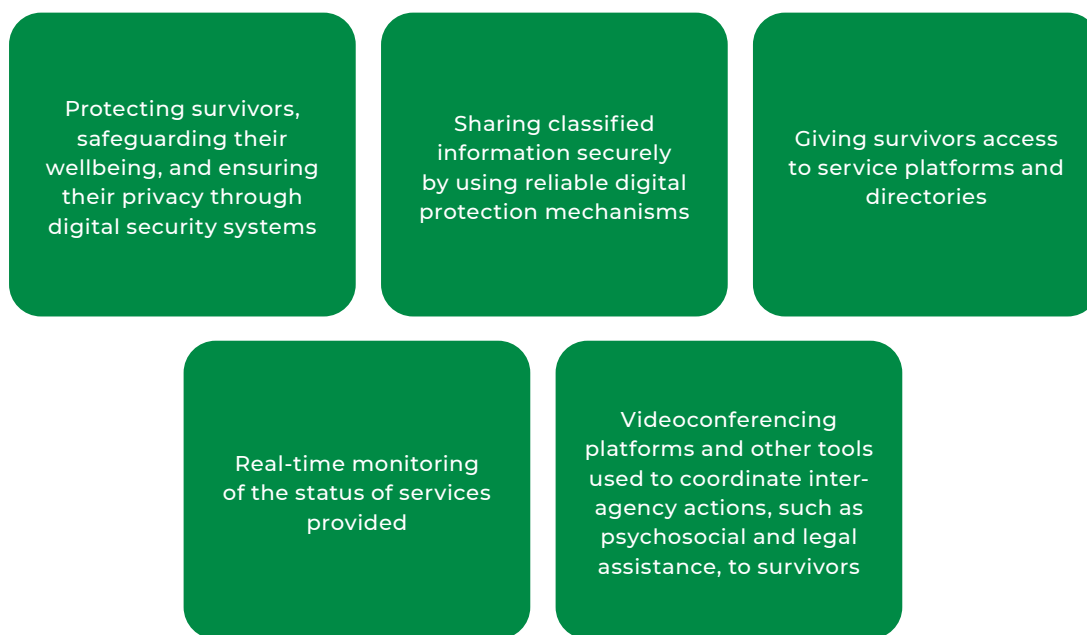 Protecting survivors,
safeguarding their
wellbeing, and ensuring
their privacy through
digital security systems
Sharing classified
information securely
by using reliable digital
protection mechanisms
Giving survivors access
to service platforms and
directories
Real-time monitoring
of the status of services
provided
Videoconferencing
platforms and other tools
used to coordinate inter-
agency actions, such as
psychosocial and legal
assistance, to survivors